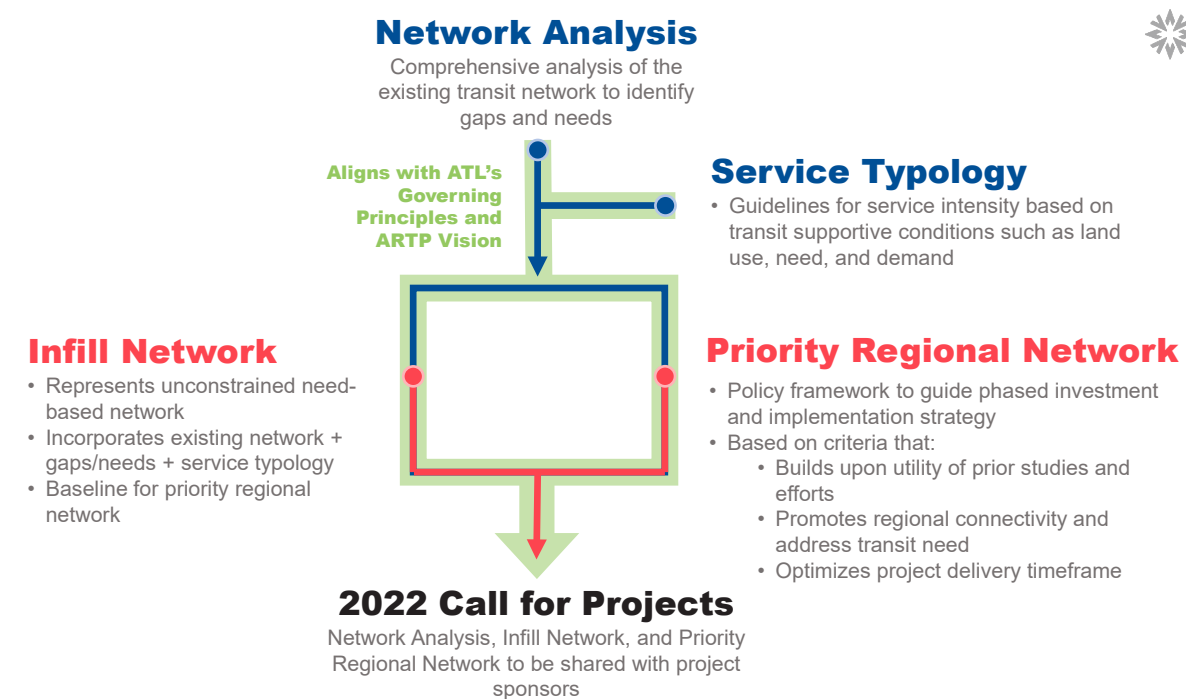 Network Analysis
Comprehensive analysis of the
existing transit network to identify
gaps and needs
Aligns with ATL's
Governing
Principles and
ARTP Vision
Service Typology
• Guidelines for service intensity based on
transit supportive conditions such as land
use, need, and demand
Infill Network
• Represents unconstrained need-
based network
• Incorporates existing network +
gaps/needs + service typology
• Baseline for priority regional
network
Priority Regional Network
• Policy framework to guide phased investment
and implementation strategy
• Based on criteria that:
• Builds upon utility of prior studies and
efforts
• Promotes regional connectivity and
address transit need
• Optimizes project delivery timeframe
2022 Call for Projects
Network Analysis, Infill Network, and Priority
Regional Network to be shared with project
sponsors